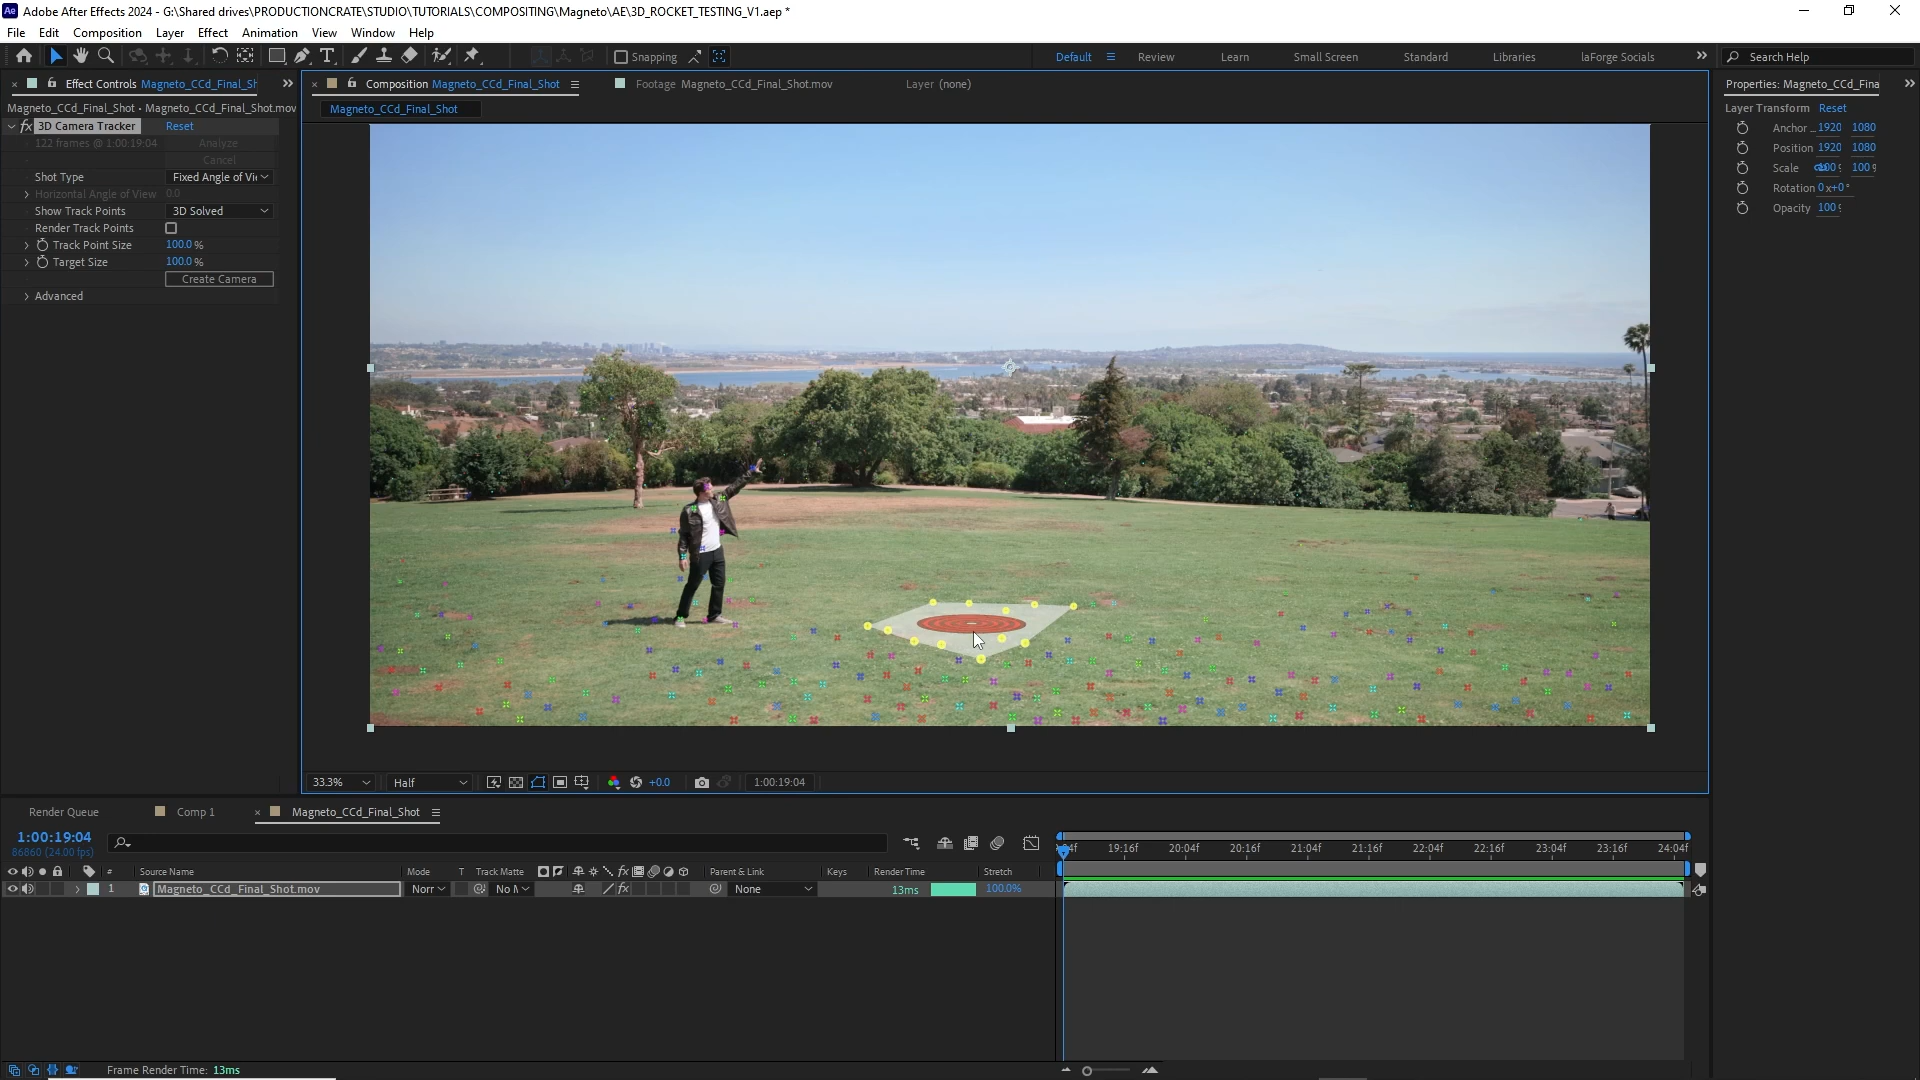 Adobe After Effects 2024 - G:\Shared drives\PRODUCTIONCRATE\STUDIO\TUTORIALS\COMPOSITING\Magneto\AE\3D_ROCKET_TESTING_V1.aep *
File Edit Composition Layer Effect Animation View Window Help
Snapping
Default Review Learn Small Screen Standard Libraries laForge Socials Search Help
Effect Controls Magneto_CCd_Final_Sh
Composition Magneto_CCd_Final_Shot
Footage Magneto_CCd_Final_Shot.mov
Layer (none)
Properties: Magneto_CCd_Fina
Magneto_CCd_Final_Shot • Magneto_CCd_Final_Shot.mov
Magneto_CCd_Final_Shot
Layer Transform Reset
fx 3D Camera Tracker Reset
122 frames @ 1:00:19:04 Analyze
Cancel
Shot Type Fixed Angle of Vi
Horizontal Angle of View 0.0
Show Track Points 3D Solved
Render Track Points
Track Point Size 100.0 %
Target Size 100.0 %
Create Camera
Advanced
Anchor .. 1920 1080
Position 1920 1080
Scale 100 100
Rotation 0 x+0°
Opacity 100
33.3% Half +0.0 1:00:19:04
Render Queue Comp 1 Magneto_CCd_Final_Shot
1:00:19:04
86860 (24.00 fps)
04f 19:16f 20:04f 20:16f 21:04f 21:16f 22:04f 22:16f 23:04f 23:16f 24:04f
# Source Name Mode T Track Matte fx Parent & Link Keys Render Time Stretch
1 Magneto_CCd_Final_Shot.mov Norr No M fx None 13ms 100.0%
Frame Render Time: 13ms